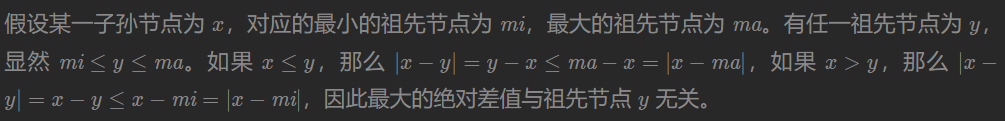 假设某一子孙节点为 x，对应的最小的祖先节点为 mi，最大的祖先节点为 ma。有任一祖先节点为 y，
显然 mi ≤ y ≤ ma。如果 x ≤ y，那么 |x − y| = y − x ≤ ma − x = |x − ma|，如果 x > y，那么 |x −
y| = x − y ≤ x − mi = |x − mi|，因此最大的绝对差值与祖先节点 y 无关。